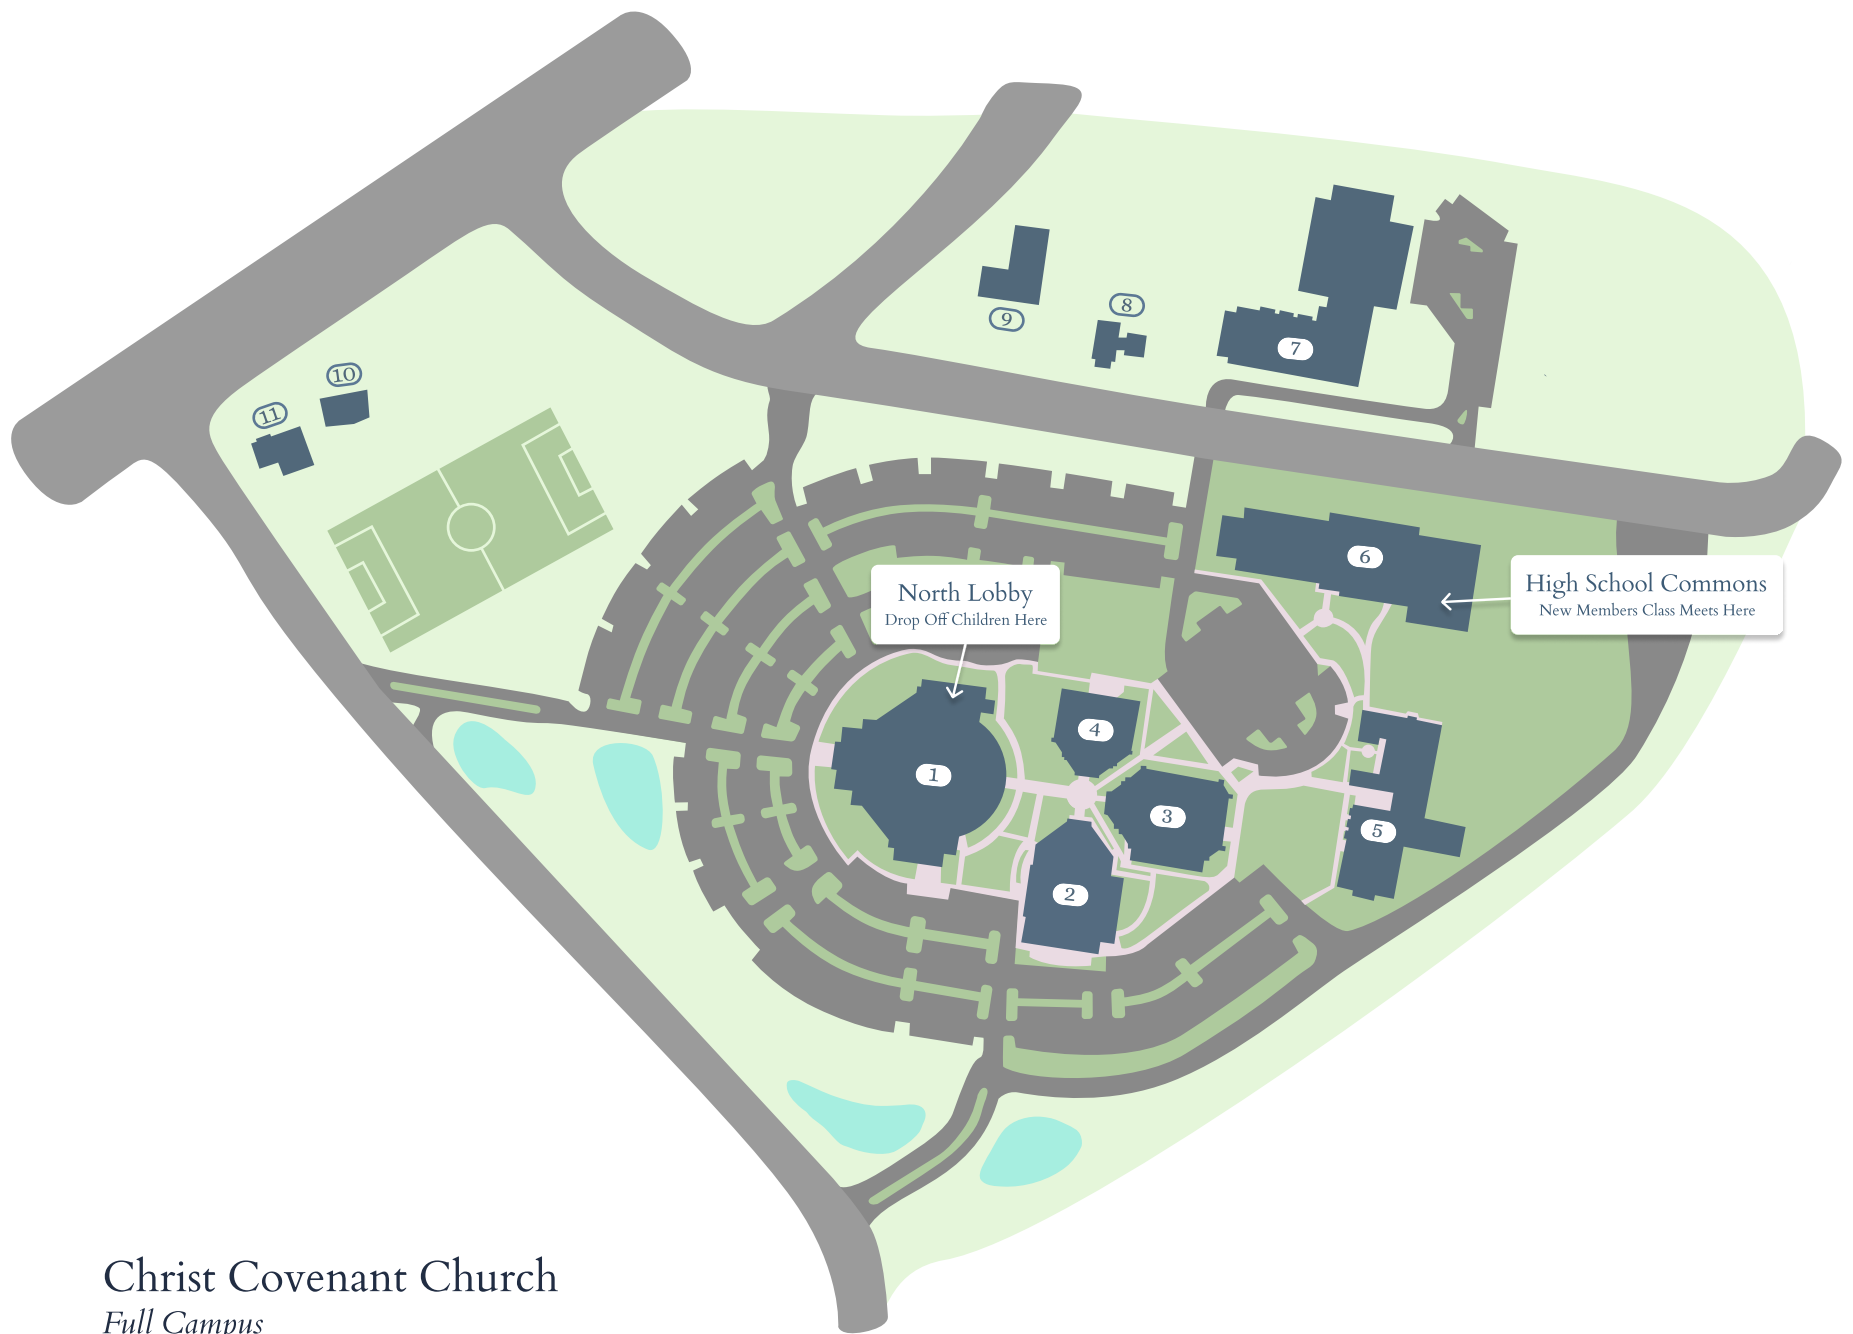 7
8
9
10
11
6
High School Commons
New Members Class Meets Here
North Lobby
Drop Off Children Here
4
1
3
5
2
Christ Covenant Church
Full Campus